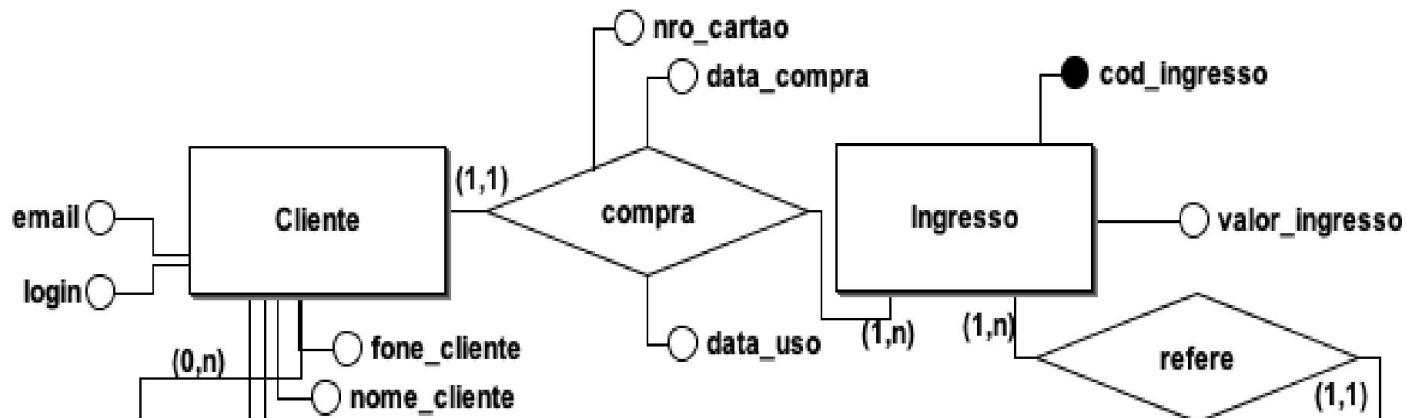 nro_cartao
data_compra
cod_ingresso
(1,1)
email
Cliente
compra
Ingresso
valor_ingresso
login
(0,n)
fone_cliente
data_uso
(1,n)
(1,n)
refere
nome_cliente
(1,1)